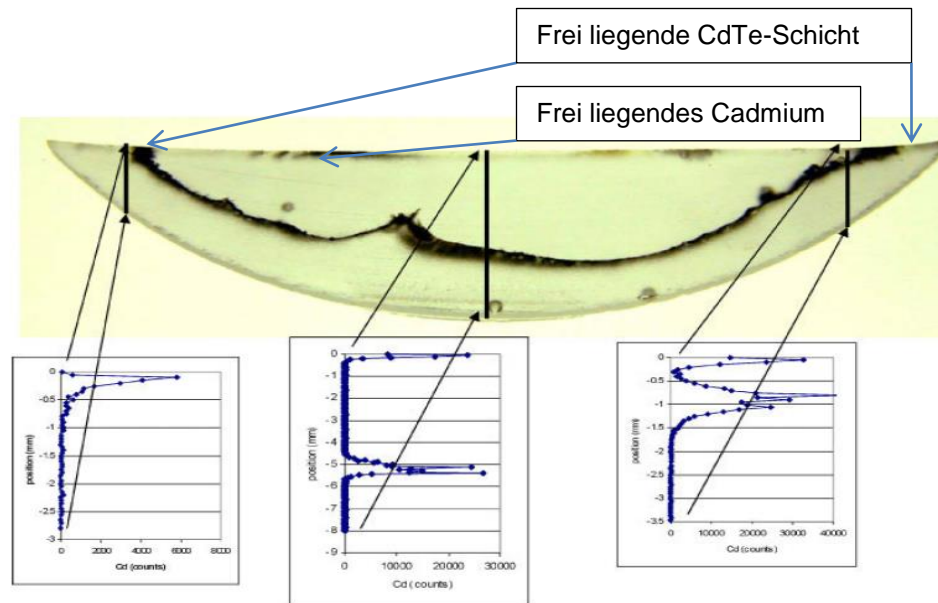 Frei liegende CdTe-Schicht
Frei liegendes Cadmium
0
-0.5
-1
-1.5
-2
-2.5
-3
position (mm)
0 2000 4000 6000 8000
Cd (counts)
0
-1
-2
-3
-4
-5
-6
-7
-8
-9
position (mm)
0 10000 20000 30000
Cd (counts)
0
-0.5
-1
-1.5
-2
-2.5
-3
-3.5
position (mm)
0 10000 20000 30000 40000
Cd (counts)